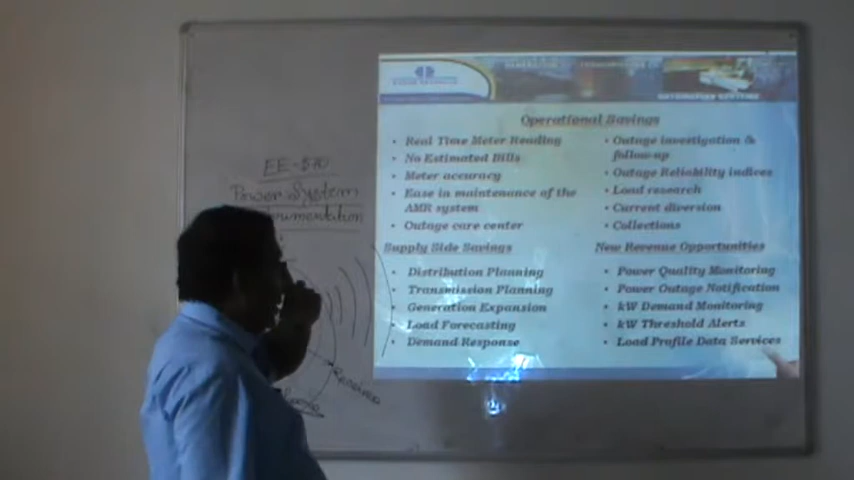 EE-570
Power System
Operational Savings
• Real Time Meter Reading
• No Estimated Bills
• Meter accuracy
• Ease in maintenance of the
AMR system
• Outage care center
• Outage investigation &
follow-up
• Outage Reliability indices
• Load research
• Current diversion
• Collections
Supply Side Savings
• Distribution Planning
• Transmission Planning
• Generation Expansion
• Load Forecasting
• Demand Response
New Revenue Opportunities
• Power Quality Monitoring
• Power Outage Notification
• kW Demand Monitoring
• kW Threshold Alerts
• Load Profile Data Services